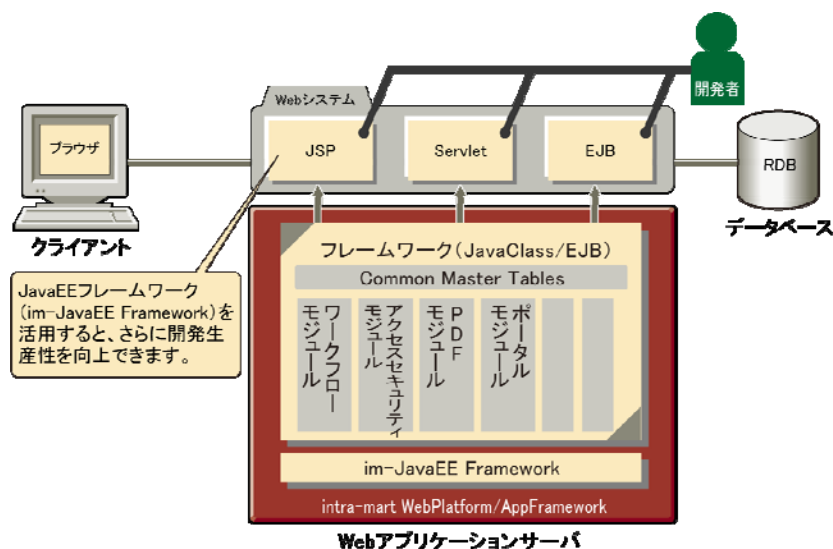 開発者
Webシステム
ブラウザ
JSP
Servlet
EJB
RDB
クライアント
データベース
JavaEEフレームワーク
(im-JavaEE Framework)を
活用すると、さらに開発生
産性を向上できます。
フレームワーク(JavaClass/EJB)
Common Master Tables
ワークフロー
モジュール
アクセスセキュリティ
モジュール
PDF
モジュール
ポータル
モジュール
im-JavaEE Framework
intra-mart WebPlatform/AppFramework
Webアプリケーションサーバ